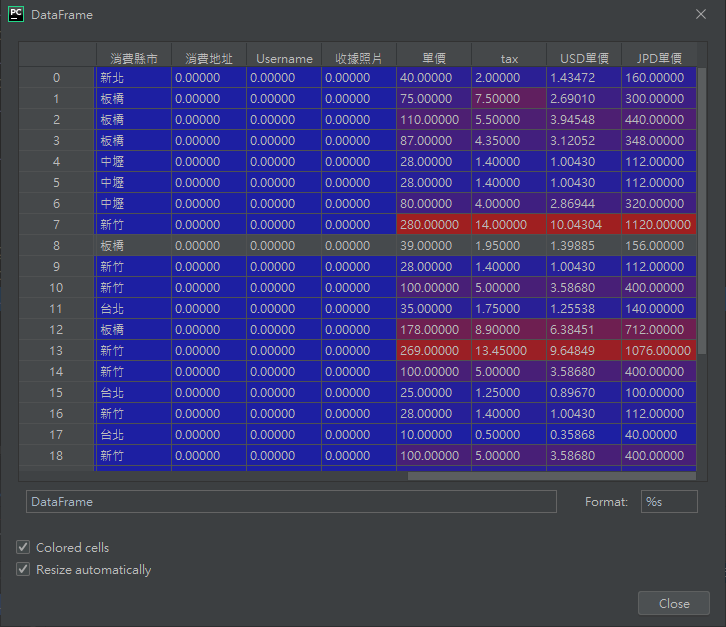 PC DataFrame
消費縣市 消費地址 Username 收據照片 單價 tax USD單價 JPD單價
0 新北 0.00000 0.00000 0.00000 40.00000 2.00000 1.43472 160.00000
1 板橋 0.00000 0.00000 0.00000 75.00000 7.50000 2.69010 300.00000
2 板橋 0.00000 0.00000 0.00000 110.00000 5.50000 3.94548 440.00000
3 板橋 0.00000 0.00000 0.00000 87.00000 4.35000 3.12052 348.00000
4 中壢 0.00000 0.00000 0.00000 28.00000 1.40000 1.00430 112.00000
5 中壢 0.00000 0.00000 0.00000 28.00000 1.40000 1.00430 112.00000
6 中壢 0.00000 0.00000 0.00000 80.00000 4.00000 2.86944 320.00000
7 新竹 0.00000 0.00000 0.00000 280.00000 14.00000 10.04304 1120.00000
8 板橋 0.00000 0.00000 0.00000 39.00000 1.95000 1.39885 156.00000
9 新竹 0.00000 0.00000 0.00000 28.00000 1.40000 1.00430 112.00000
10 新竹 0.00000 0.00000 0.00000 100.00000 5.00000 3.58680 400.00000
11 台北 0.00000 0.00000 0.00000 35.00000 1.75000 1.25538 140.00000
12 板橋 0.00000 0.00000 0.00000 178.00000 8.90000 6.38451 712.00000
13 新竹 0.00000 0.00000 0.00000 269.00000 13.45000 9.64849 1076.00000
14 新竹 0.00000 0.00000 0.00000 100.00000 5.00000 3.58680 400.00000
15 台北 0.00000 0.00000 0.00000 25.00000 1.25000 0.89670 100.00000
16 新竹 0.00000 0.00000 0.00000 28.00000 1.40000 1.00430 112.00000
17 台北 0.00000 0.00000 0.00000 10.00000 0.50000 0.35868 40.00000
18 新竹 0.00000 0.00000 0.00000 100.00000 5.00000 3.58680 400.00000
DataFrame Format: %s
Colored cells
Resize automatically
Close